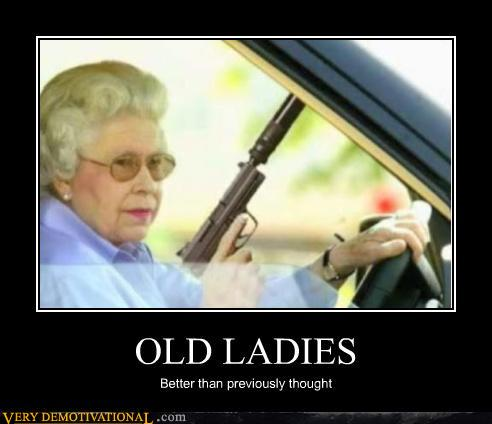 OLD LADIES
Better than previously thought
VERY DEMOTIVATIONAL.com